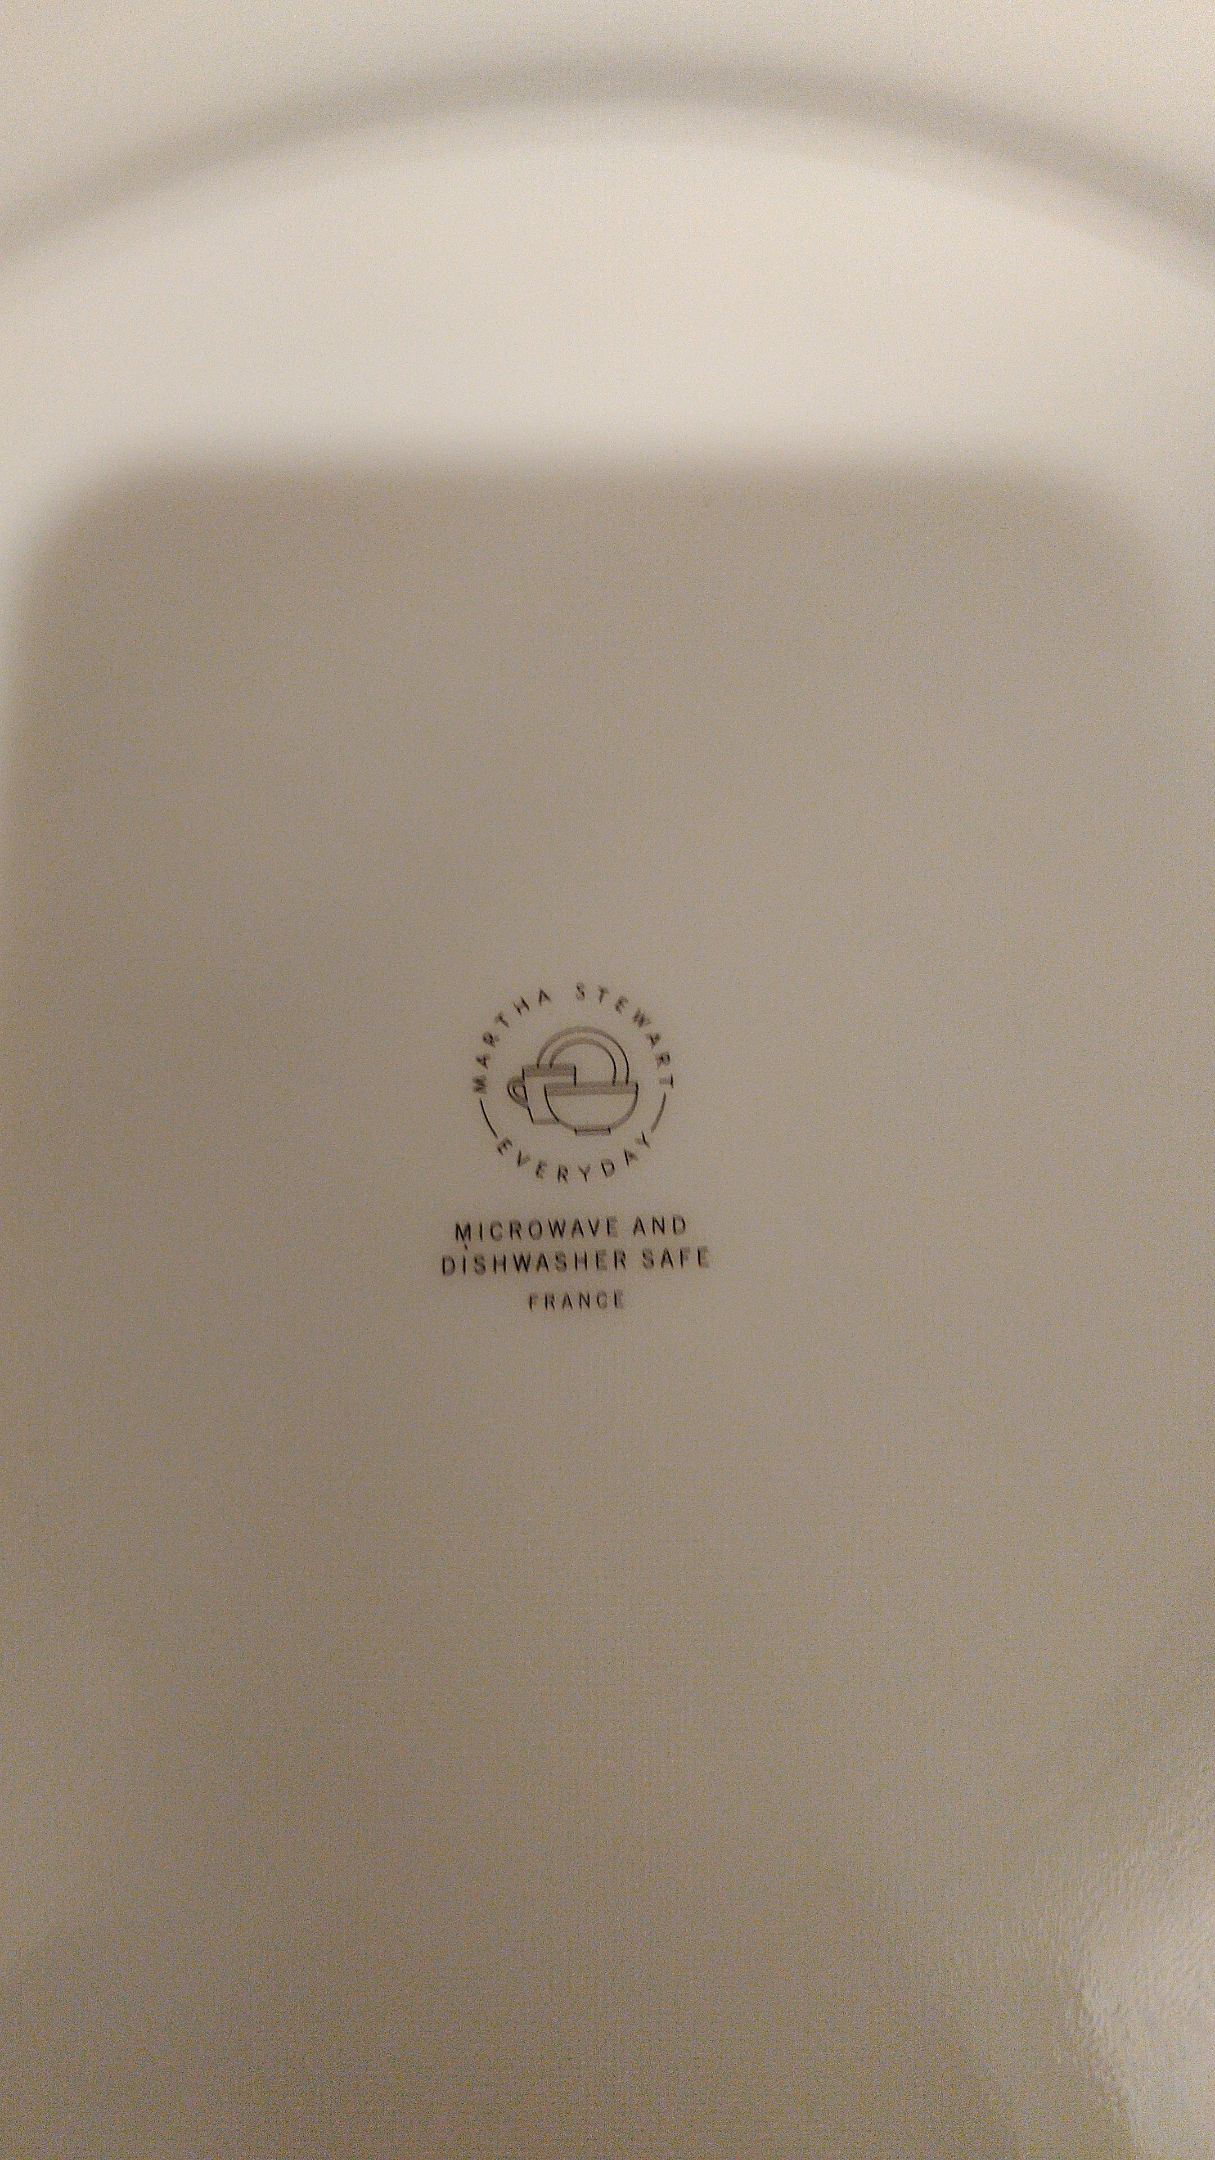 MARTHA STEWART
EVERYDAY
MICROWAVE AND
DISHWASHER SAFE
FRANCE